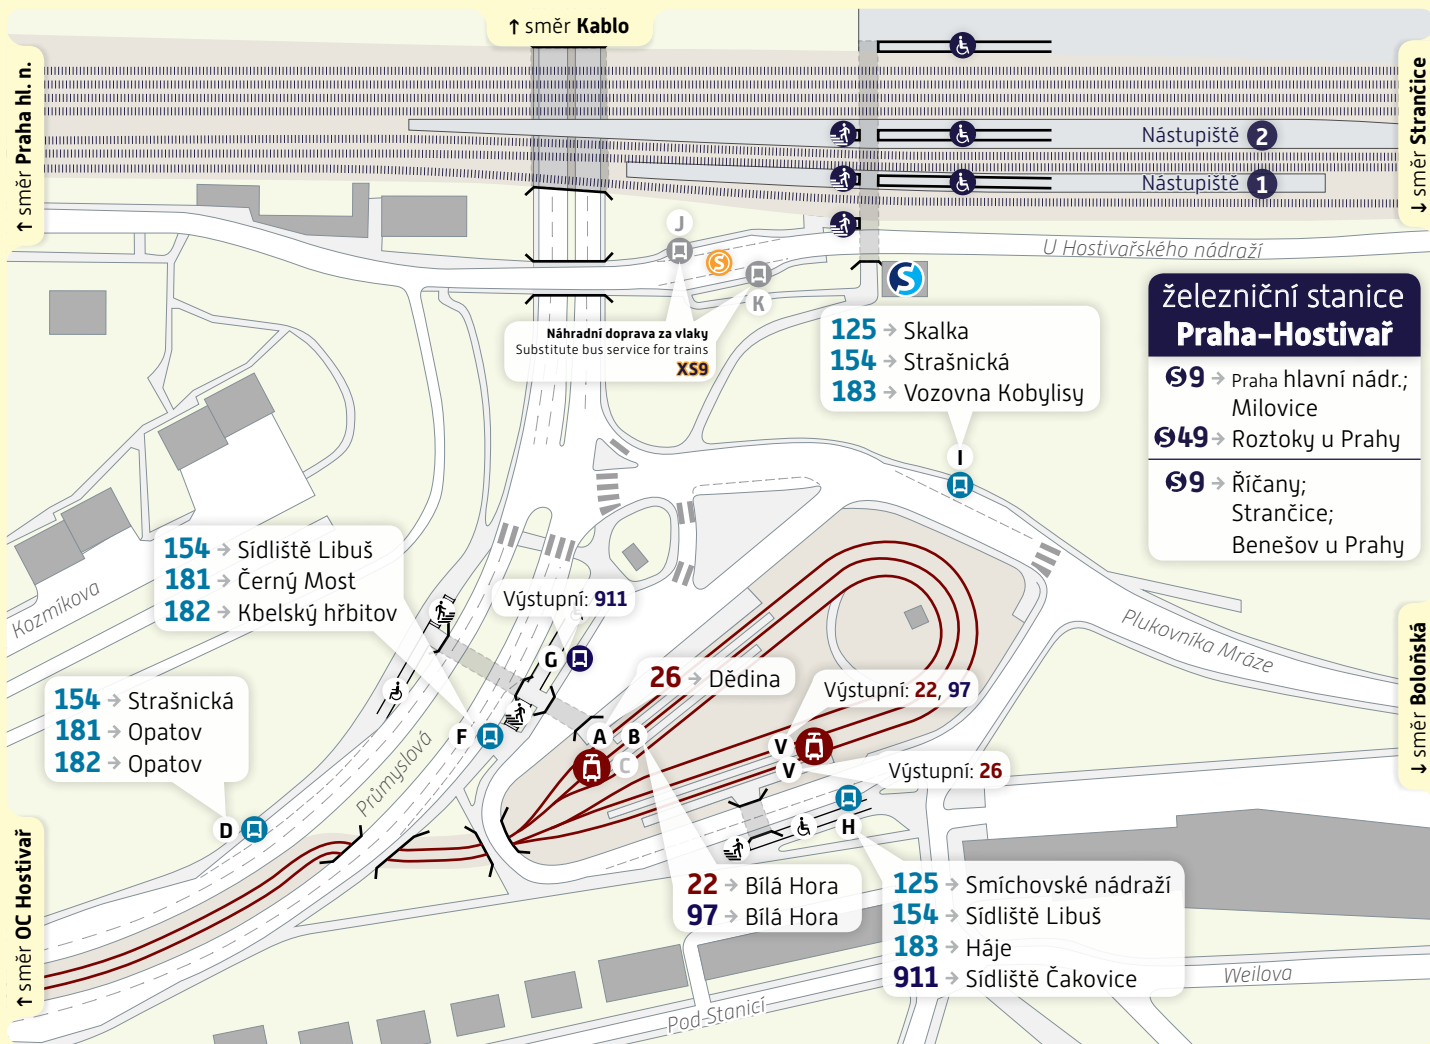 ↑ směr Kablo
↑ směr Praha hl. n.
↓ směr Strančice
Nástupiště 2
Nástupiště 1
J
S
K
U Hostivařského nádraží
S
Náhradní doprava za vlaky
Substitute bus service for trains
XS9
125 → Skalka
154 → Strašnická
183 → Vozovna Kobylisy
I
železniční stanice
Praha-Hostivař
S9 → Praha hlavní nádr.;
Milovice
S49 → Roztoky u Prahy
S9 → Říčany;
Strančice;
Benešov u Prahy
154 → Sídliště Libuš
181 → Černý Most
182 → Kbelský hřbitov
Kozmíkova
Výstupní: 911
G
Plukovníka Mráze
26 → Dědina
Výstupní: 22, 97
154 → Strašnická
181 → Opatov
182 → Opatov
F
A
B
C
V
V
Výstupní: 26
Průmyslová
D
H
↓ směr Boloňská
22 → Bílá Hora
97 → Bílá Hora
125 → Smíchovské nádraží
154 → Sídliště Libuš
183 → Háje
911 → Sídliště Čakovice
↑ směr OC Hostivař
Weilova
Pod Stanicí